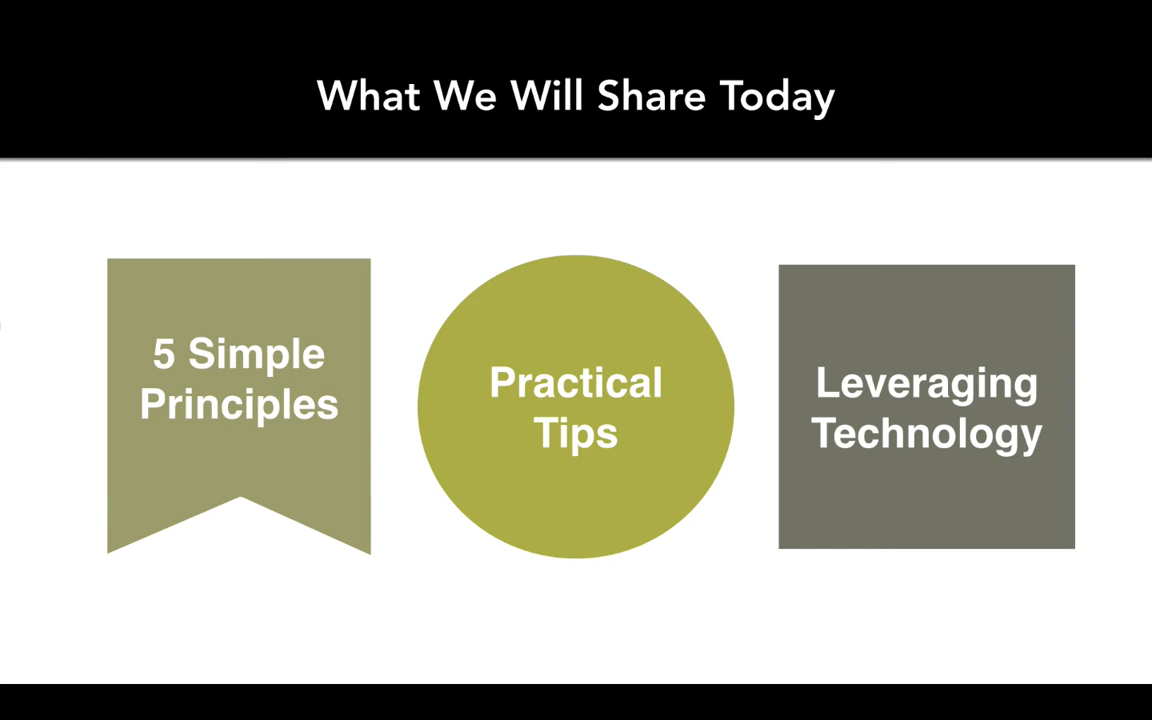 What We Will Share Today
5 Simple
Principles
Practical
Tips
Leveraging
Technology